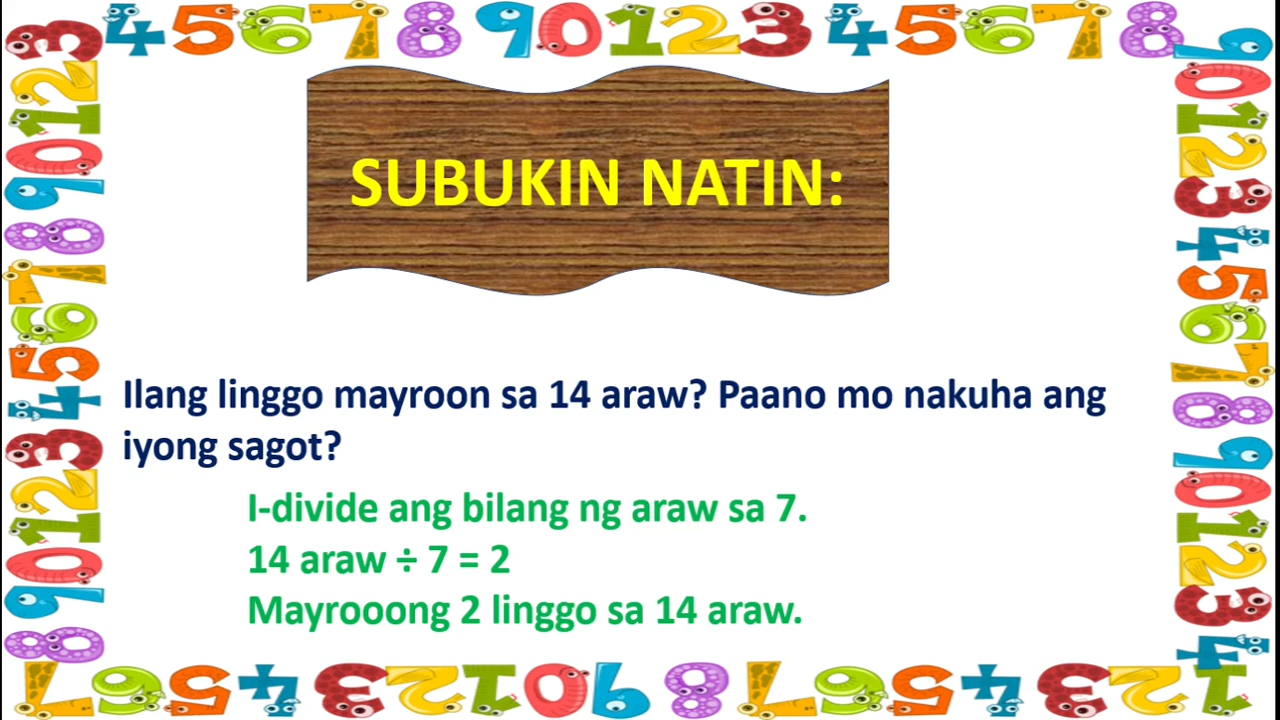 SUBUKIN NATIN:
Ilang linggo mayroon sa 14 araw? Paano mo nakuha ang
iyong sagot?
I-divide ang bilang ng araw sa 7.
14 araw ÷ 7 = 2
Mayrooong 2 linggo sa 14 araw.